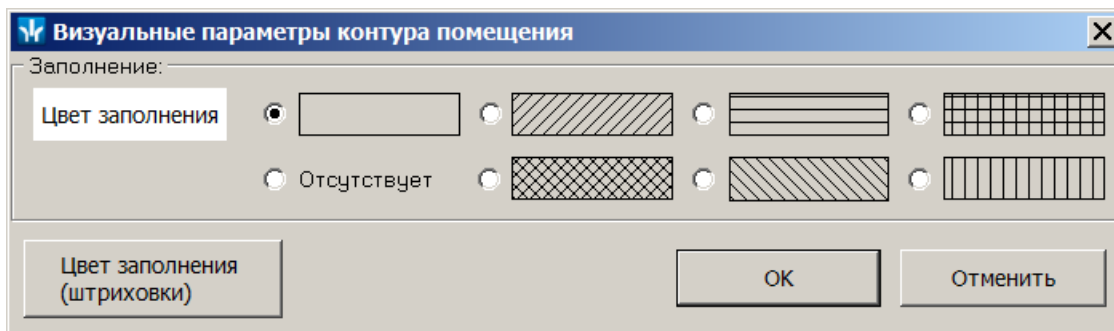 Визуальные параметры контура помещения
Заполнение:
Цвет заполнения
Отсутствует
Цвет заполнения
(штриховки)
OK
Отменить